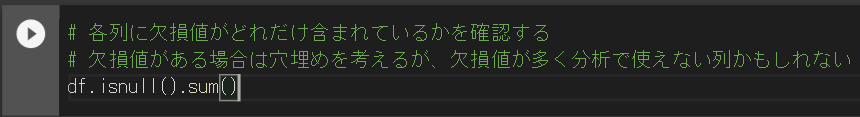 # 各列に欠損値がどれだけ含まれているかを確認する
# 欠損値がある場合は穴埋めを考えるが、欠損値が多く分析で使えない列かもしれない
df.isnull().sum()